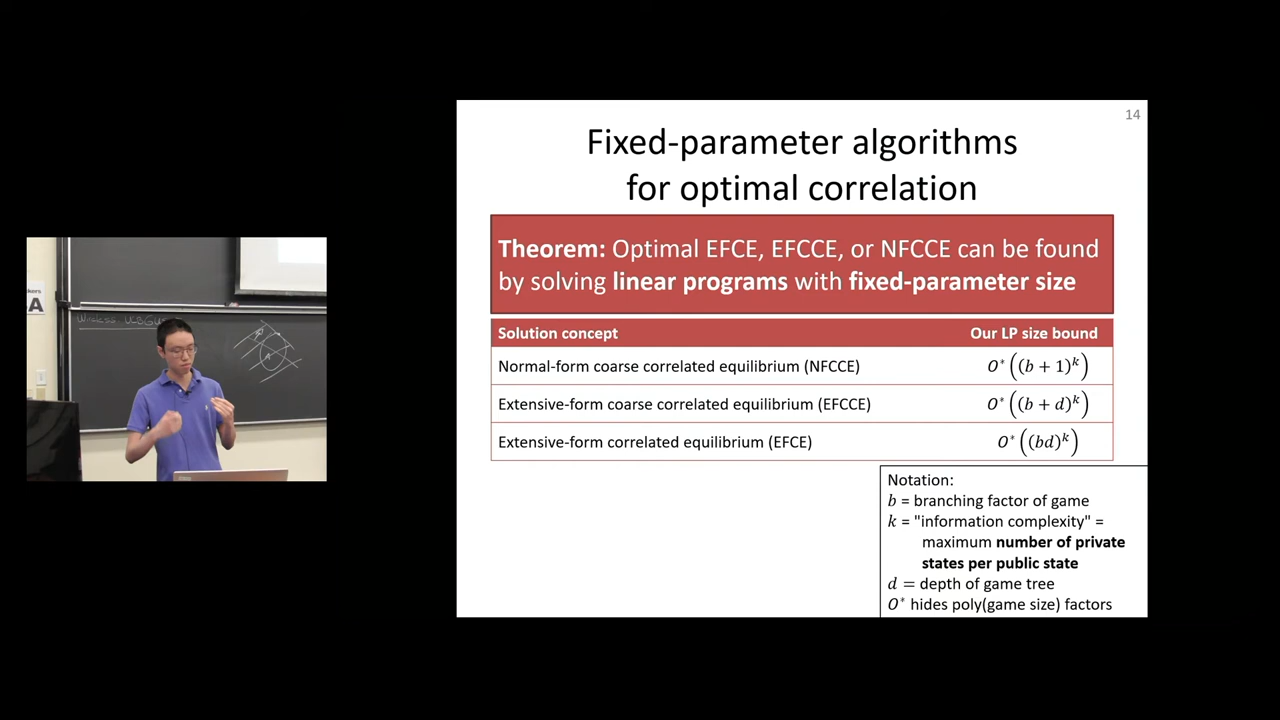 14
Fixed-parameter algorithms
for optimal correlation
Theorem: Optimal EFCE, EFCCE, or NFCCE can be found
by solving linear programs with fixed-parameter size
Solution concept Our LP size bound
Normal-form coarse correlated equilibrium (NFCCE) O*((b + 1)^k)
Extensive-form coarse correlated equilibrium (EFCCE) O*((b + d)^k)
Extensive-form correlated equilibrium (EFCE) O*((bd)^k)
Notation:
b = branching factor of game
k = "information complexity" =
maximum number of private
states per public state
d = depth of game tree
O* hides poly(game size) factors
A